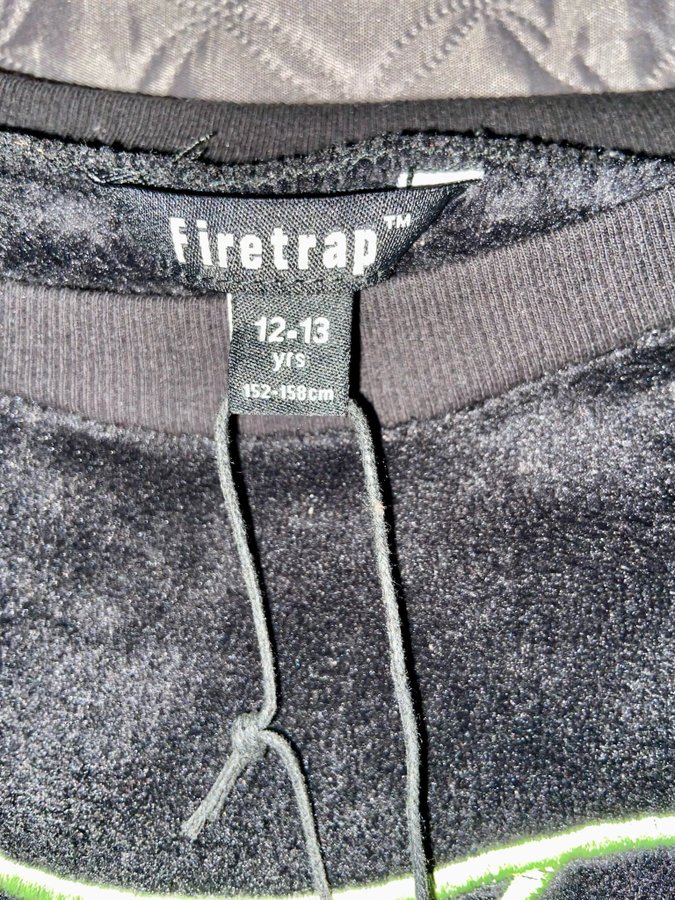 Firetrap™
12-13
yrs
152-158cm